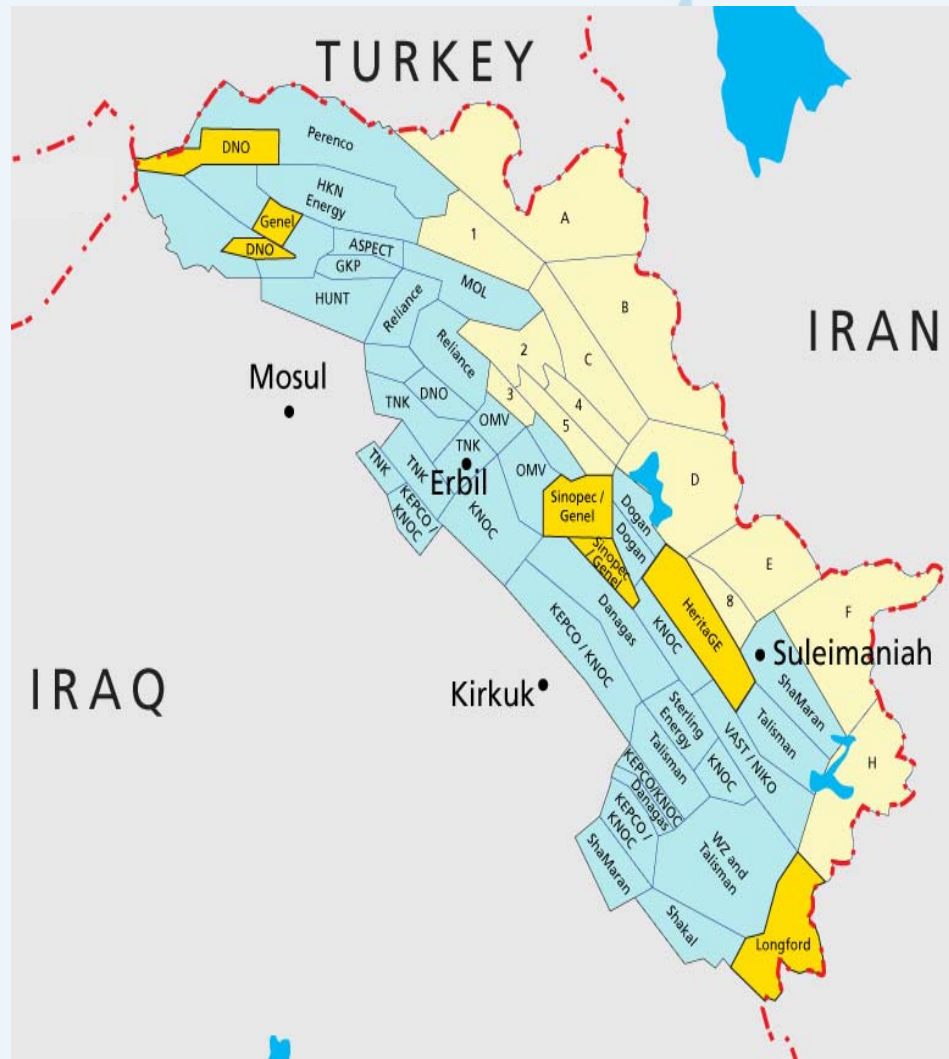 TURKEY
Perenco
DNO
HKN
Energy
Genel
DNO
ASPECT
GKP
HUNT
MOL
Reliance
Reliance
1
A
B
C
2
3
4
5
IRAN
Mosul
TNK
DNO
OMV
TNK
Erbil
OMV
TNK
TNK
KEPCO /
KNOC
KNOC
Sinopec /
Genel
Sinopec
/ Genel
Dogan
Dogan
D
E
8
F
HeritaGE
Danagas
KNOC
KEPCO / KNOC
Suleimaniah
IRAQ
Kirkuk
ShaMaran
Talisman
Sterling
Energy
Talisman
KNOC
VAST / NIKO
H
KEPCO/KNOC
Danagas
KEPCO /
KNOC
ShaMaran
WZ and
Talisman
Shakal
Longford